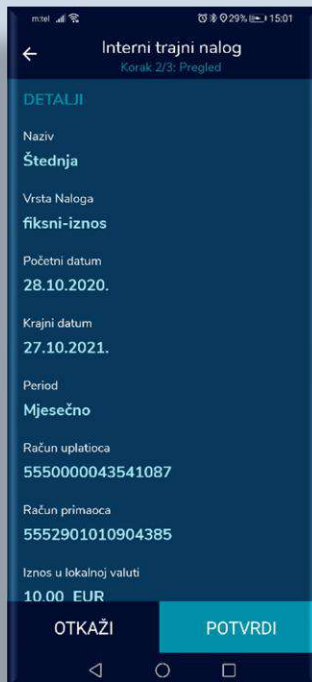 m:tel 29% 15:01
Interni trajni nalog
Korak 2/3: Pregled
DETALJI
Naziv
Štednja
Vrsta Naloga
fiksni-iznos
Početni datum
28.10.2020.
Krajni datum
27.10.2021.
Period
Mjesečno
Račun uplatioca
5550000043541087
Račun primaoca
5552901010904385
Iznos u lokalnoj valuti
10.00 EUR
OTKAŽI POTVRDI